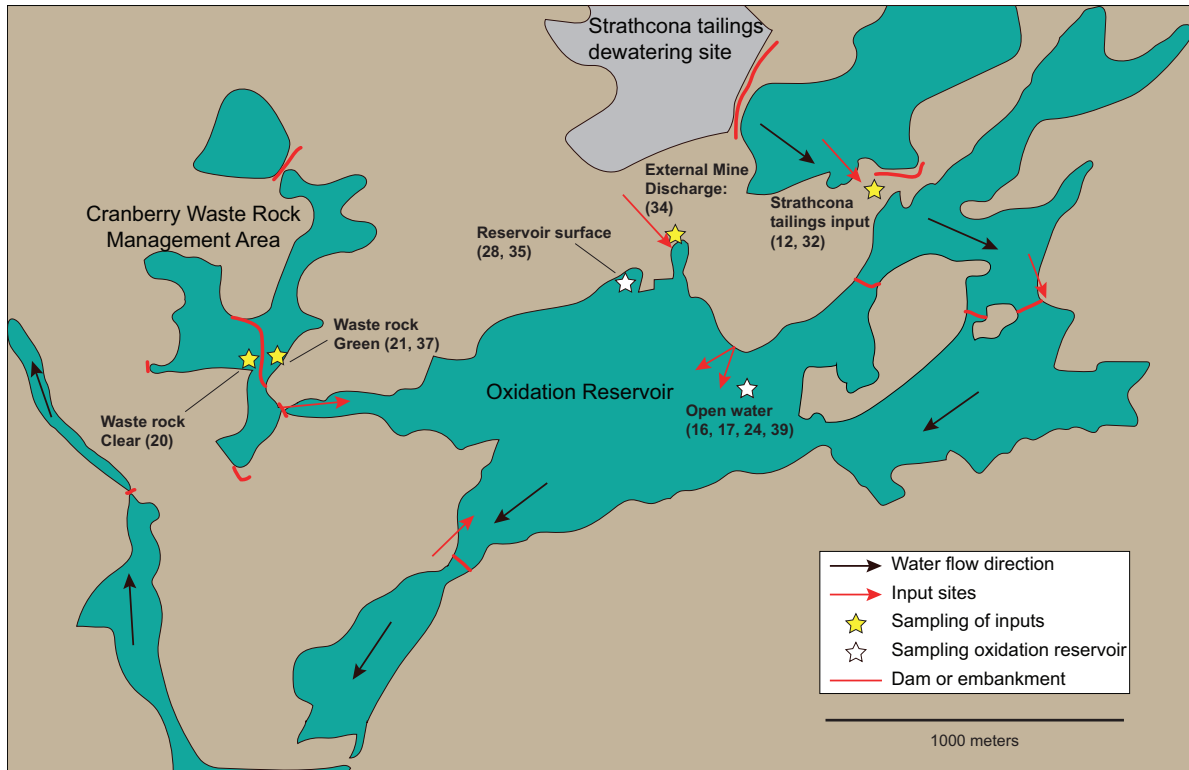 Strathcona tailings
dewatering site
External Mine
Discharge:
(34)
Strathcona
tailings input
(12, 32)
Cranberry Waste Rock
Management Area
Reservoir surface
(28, 35)
Waste rock
Green (21, 37)
Waste rock
Clear (20)
Oxidation Reservoir
Open water
(16, 17, 24, 39)
Water flow direction
Input sites
Sampling of inputs
Sampling oxidation reservoir
Dam or embankment
1000 meters